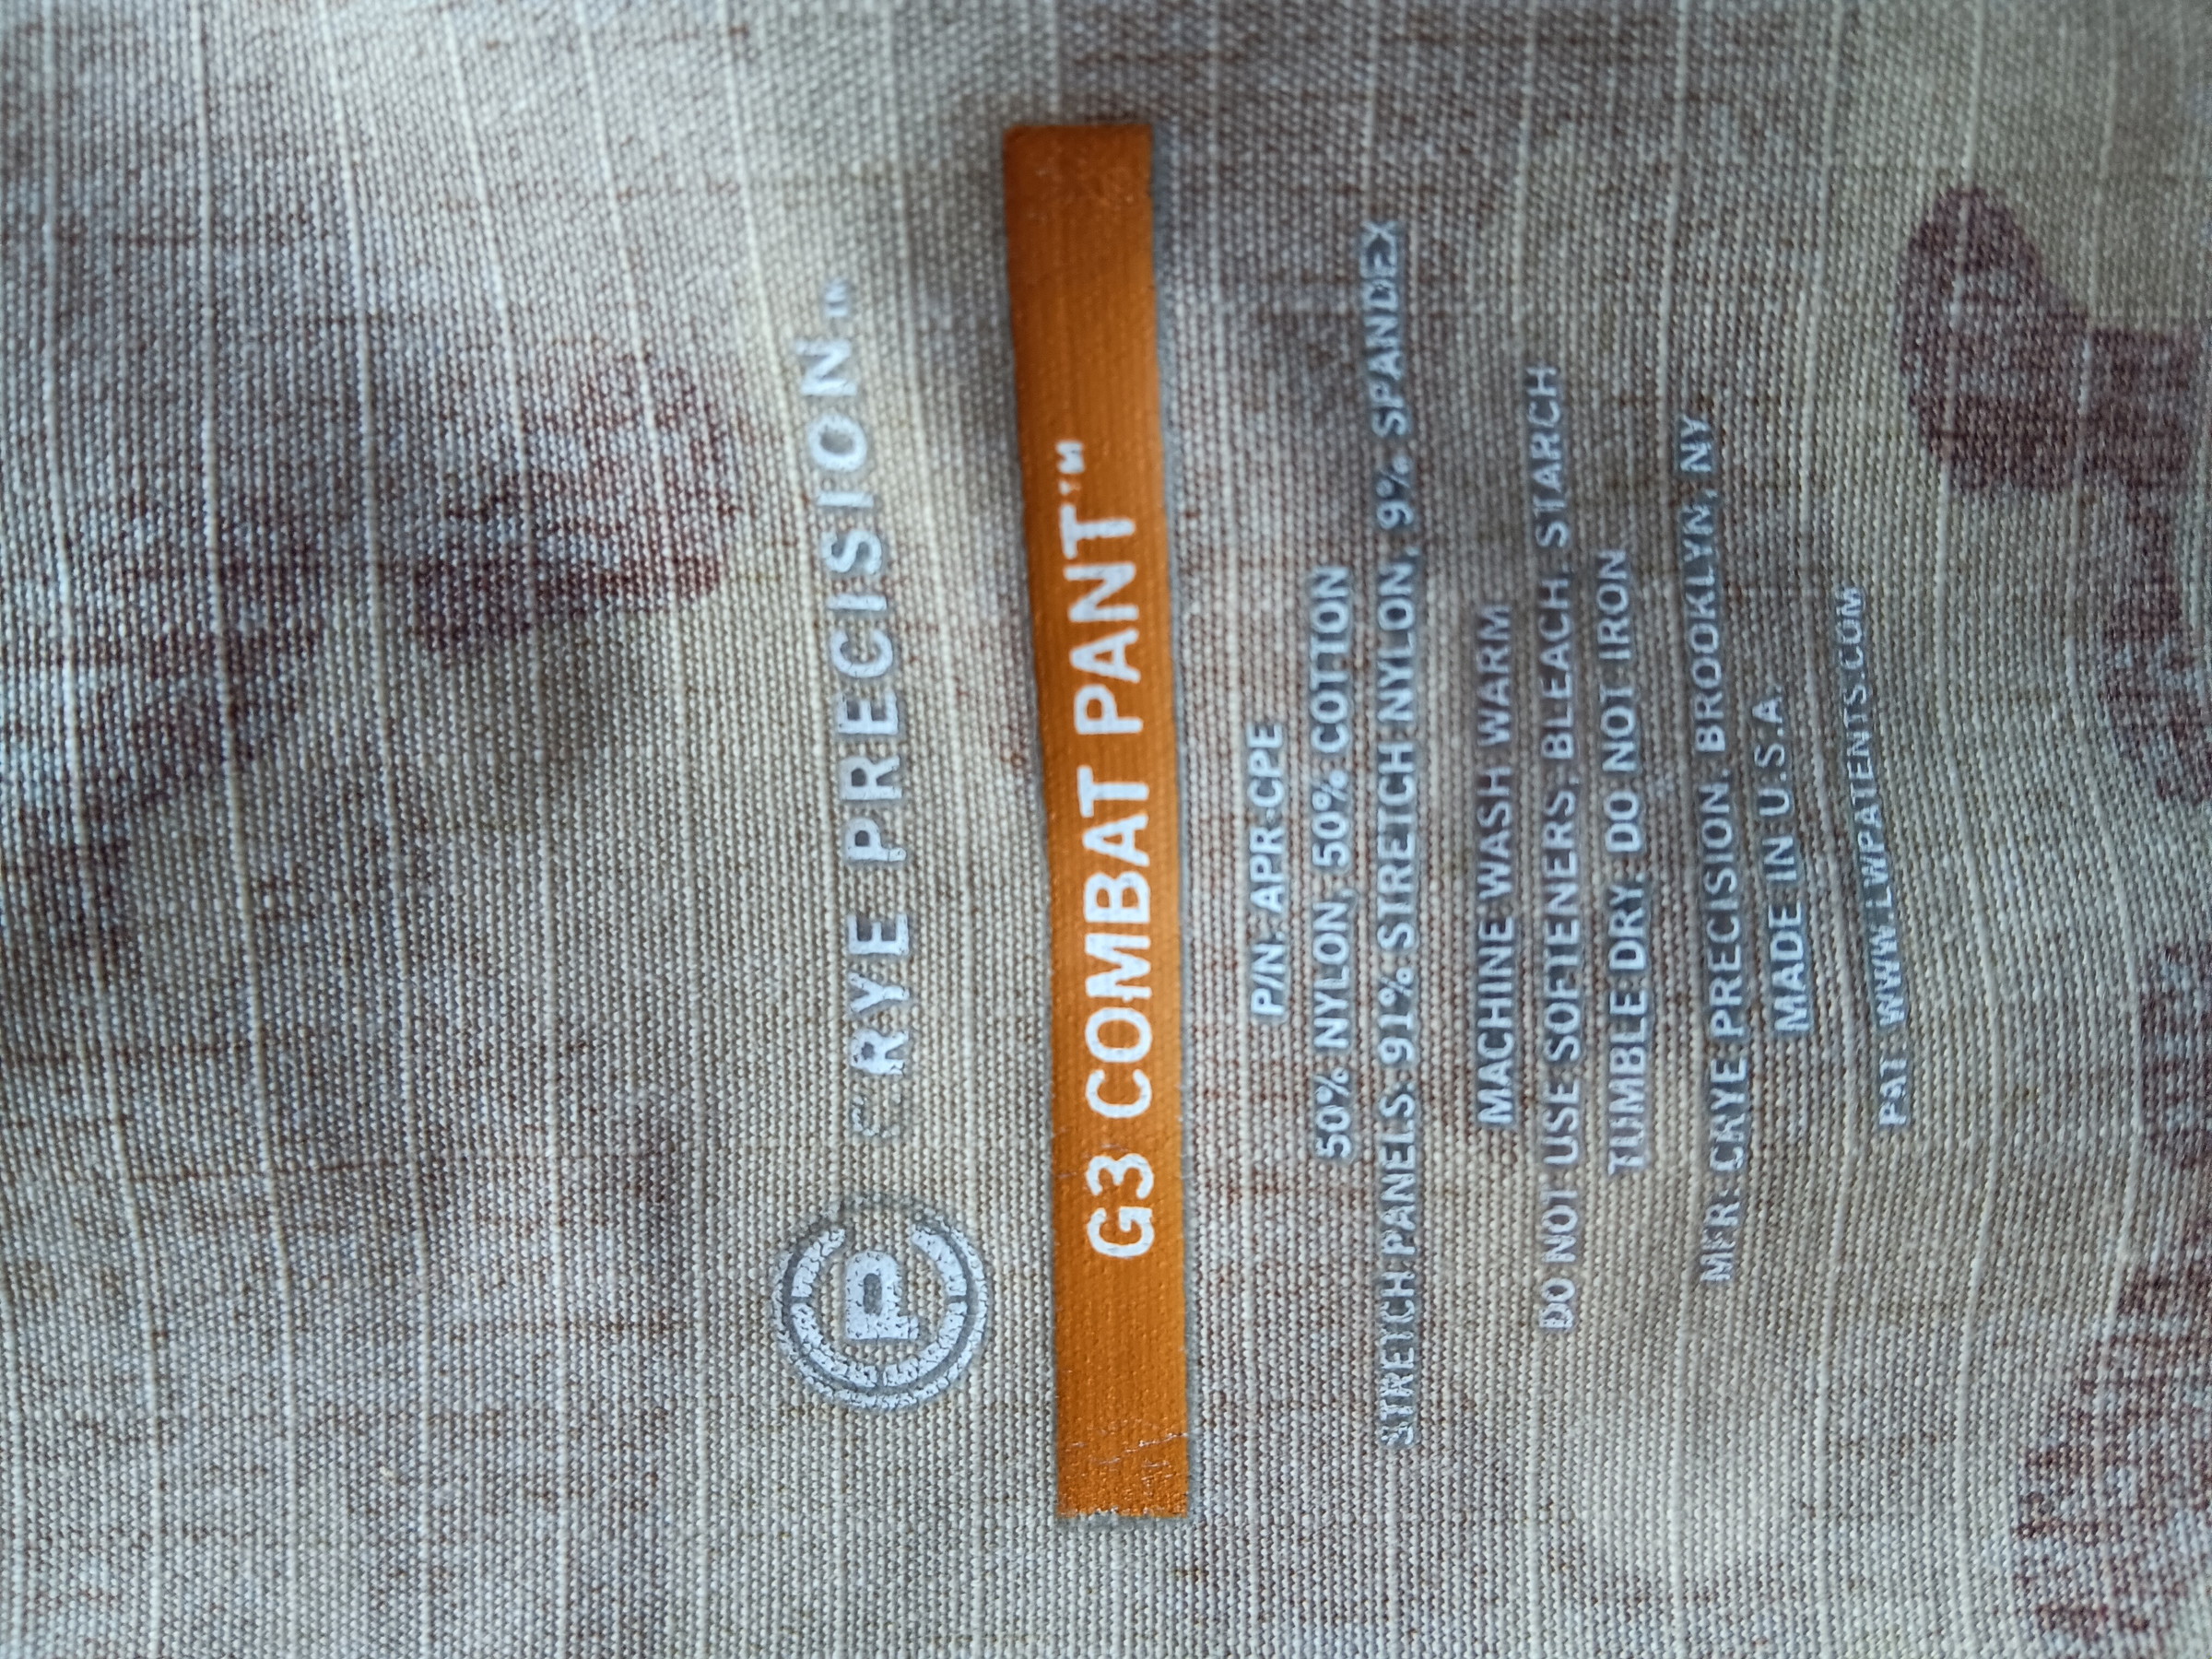 P RYE PRECISION™
G3 COMBAT PANT™
P/N: APR-CPE
50% NYLON, 50% COTTON
STRETCH PANELS: 91% STRETCH NYLON, 9% SPANDEX
MACHINE WASH WARM
DO NOT USE SOFTENERS, BLEACH, STARCH
TUMBLE DRY, DO NOT IRON
MFR: CRYE PRECISION, BROOKLYN, NY
MADE IN U.S.A.
PAT WWW.LWPATENTS.COM